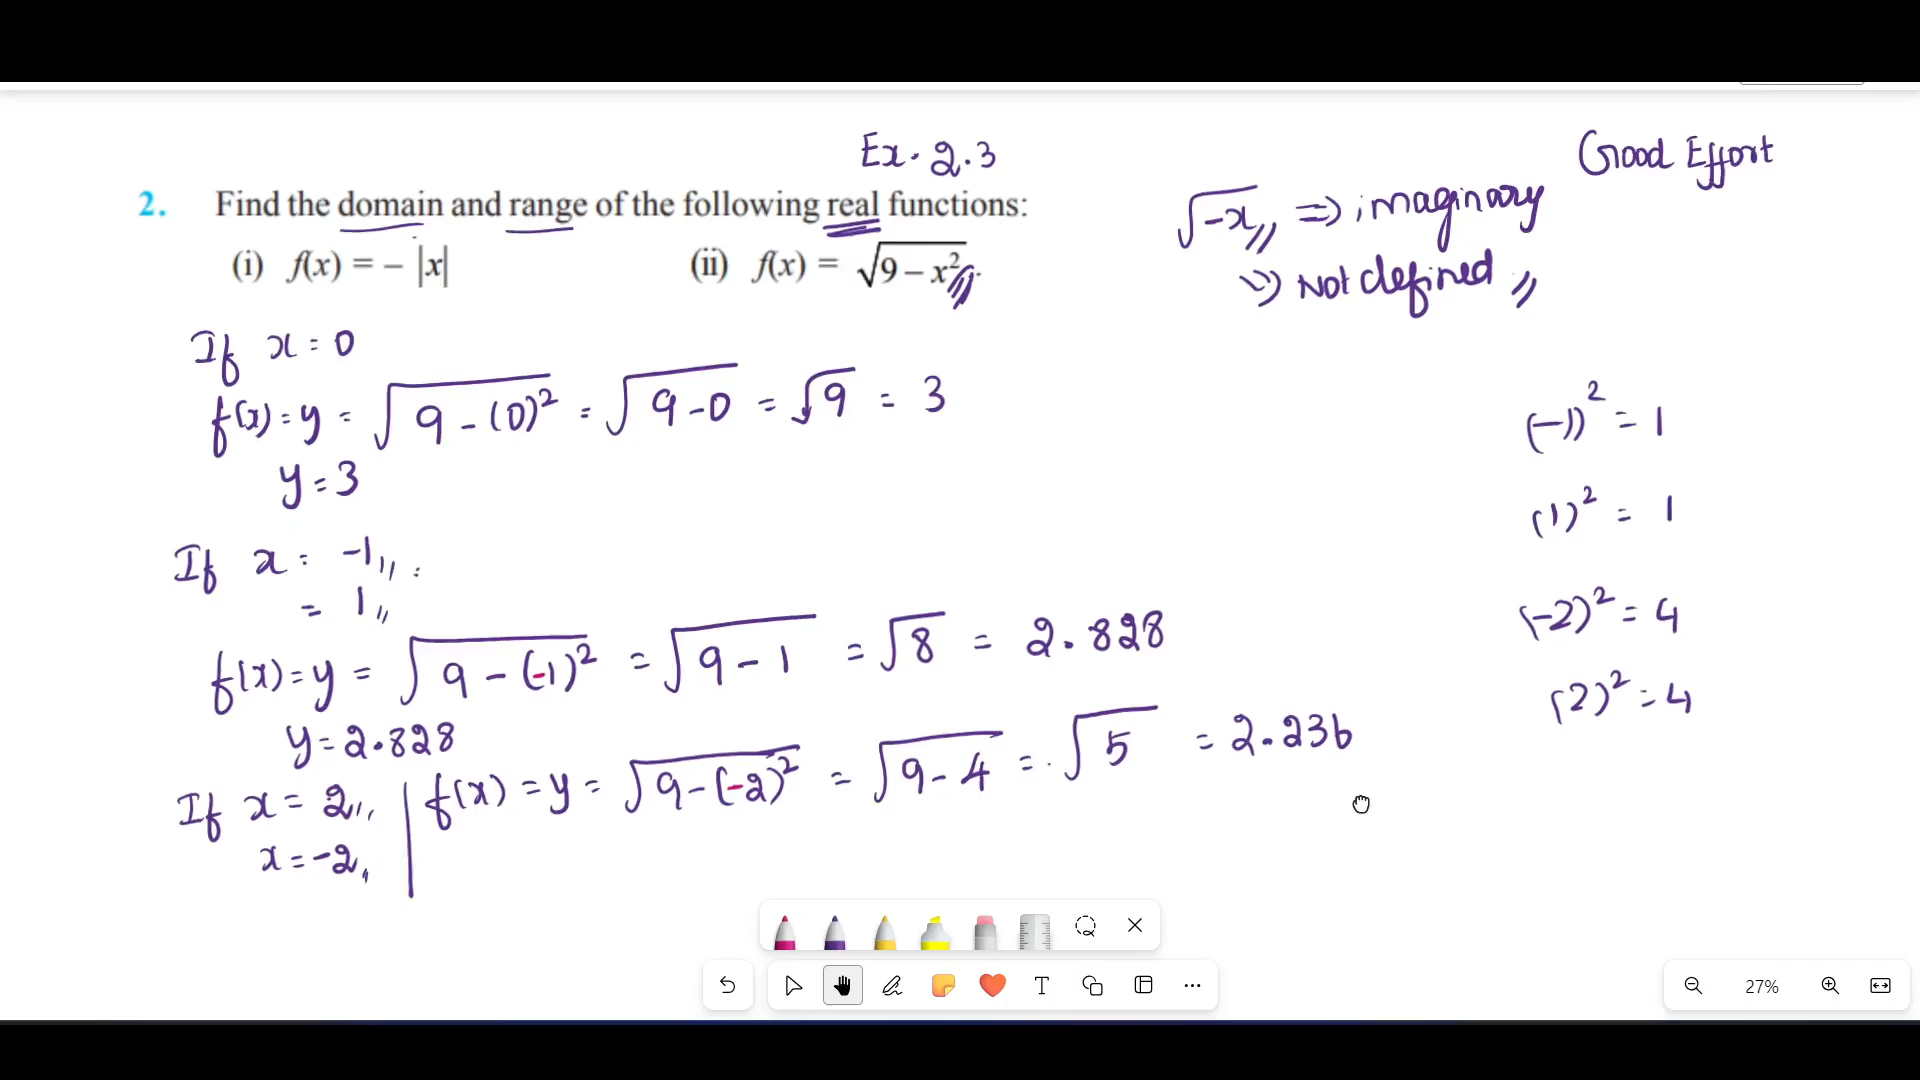 Ex. 2.3
Good Effort
2. Find the domain and range of the following real functions:
(i) f(x) = – |x| (ii) f(x) = √(9 – x²).
√-x ⇒ imaginary
⇒ Not defined
If x = 0
f(x) = y = √(9 - (0)²) = √(9 - 0) = √9 = 3
y = 3
(-1)² = 1
(1)² = 1
If x = -1
= 1
f(x) = y = √(9 - (-1)²) = √(9 - 1) = √8 = 2.828
y = 2.828
(-2)² = 4
(2)² = 4
If x = 2
x = -2
f(x) = y = √(9 - (-2)²) = √(9 - 4) = √5 = 2.236
27%